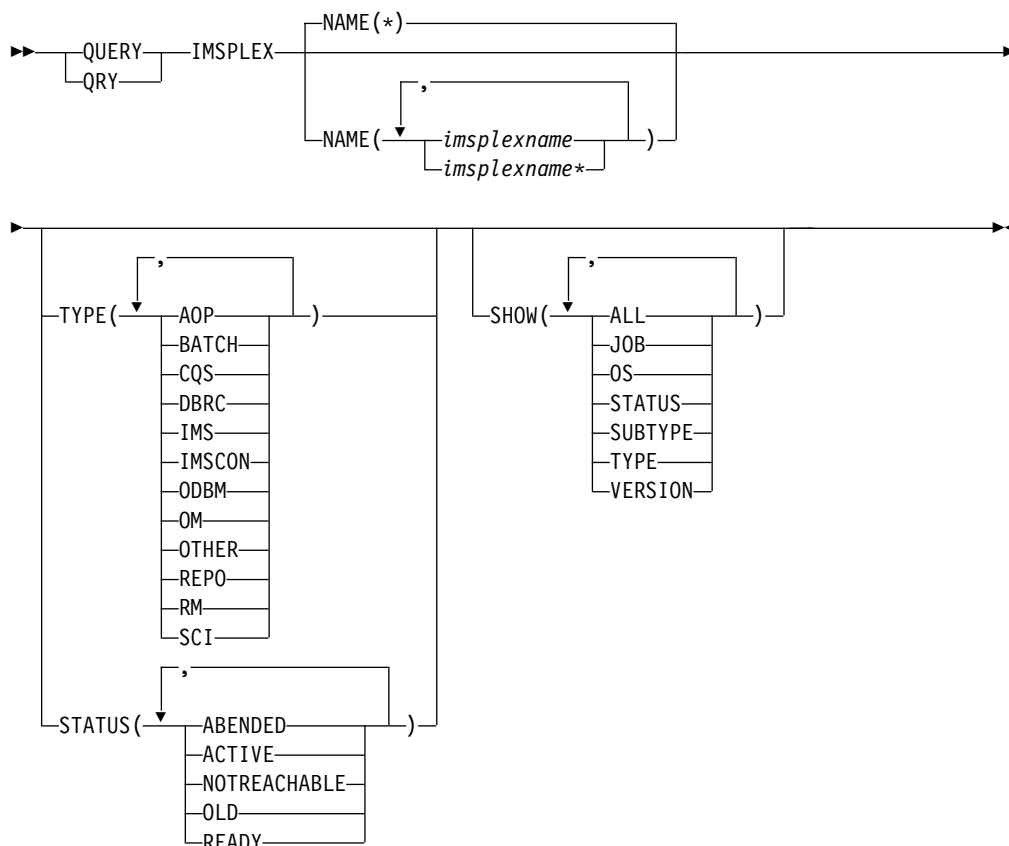 NAME(*)
QUERY IMSPLEX
QRY
,
NAME( imsplexname )
imsplexname*
, ,
TYPE( AOP ) SHOW( ALL )
BATCH JOB
CQS OS
DBRC STATUS
IMS SUBTYPE
IMSCON TYPE
ODBM VERSION
OM
OTHER
REPO
RM
SCI
,
STATUS( ABENDED )
ACTIVE
NOTREACHABLE
OLD
READY